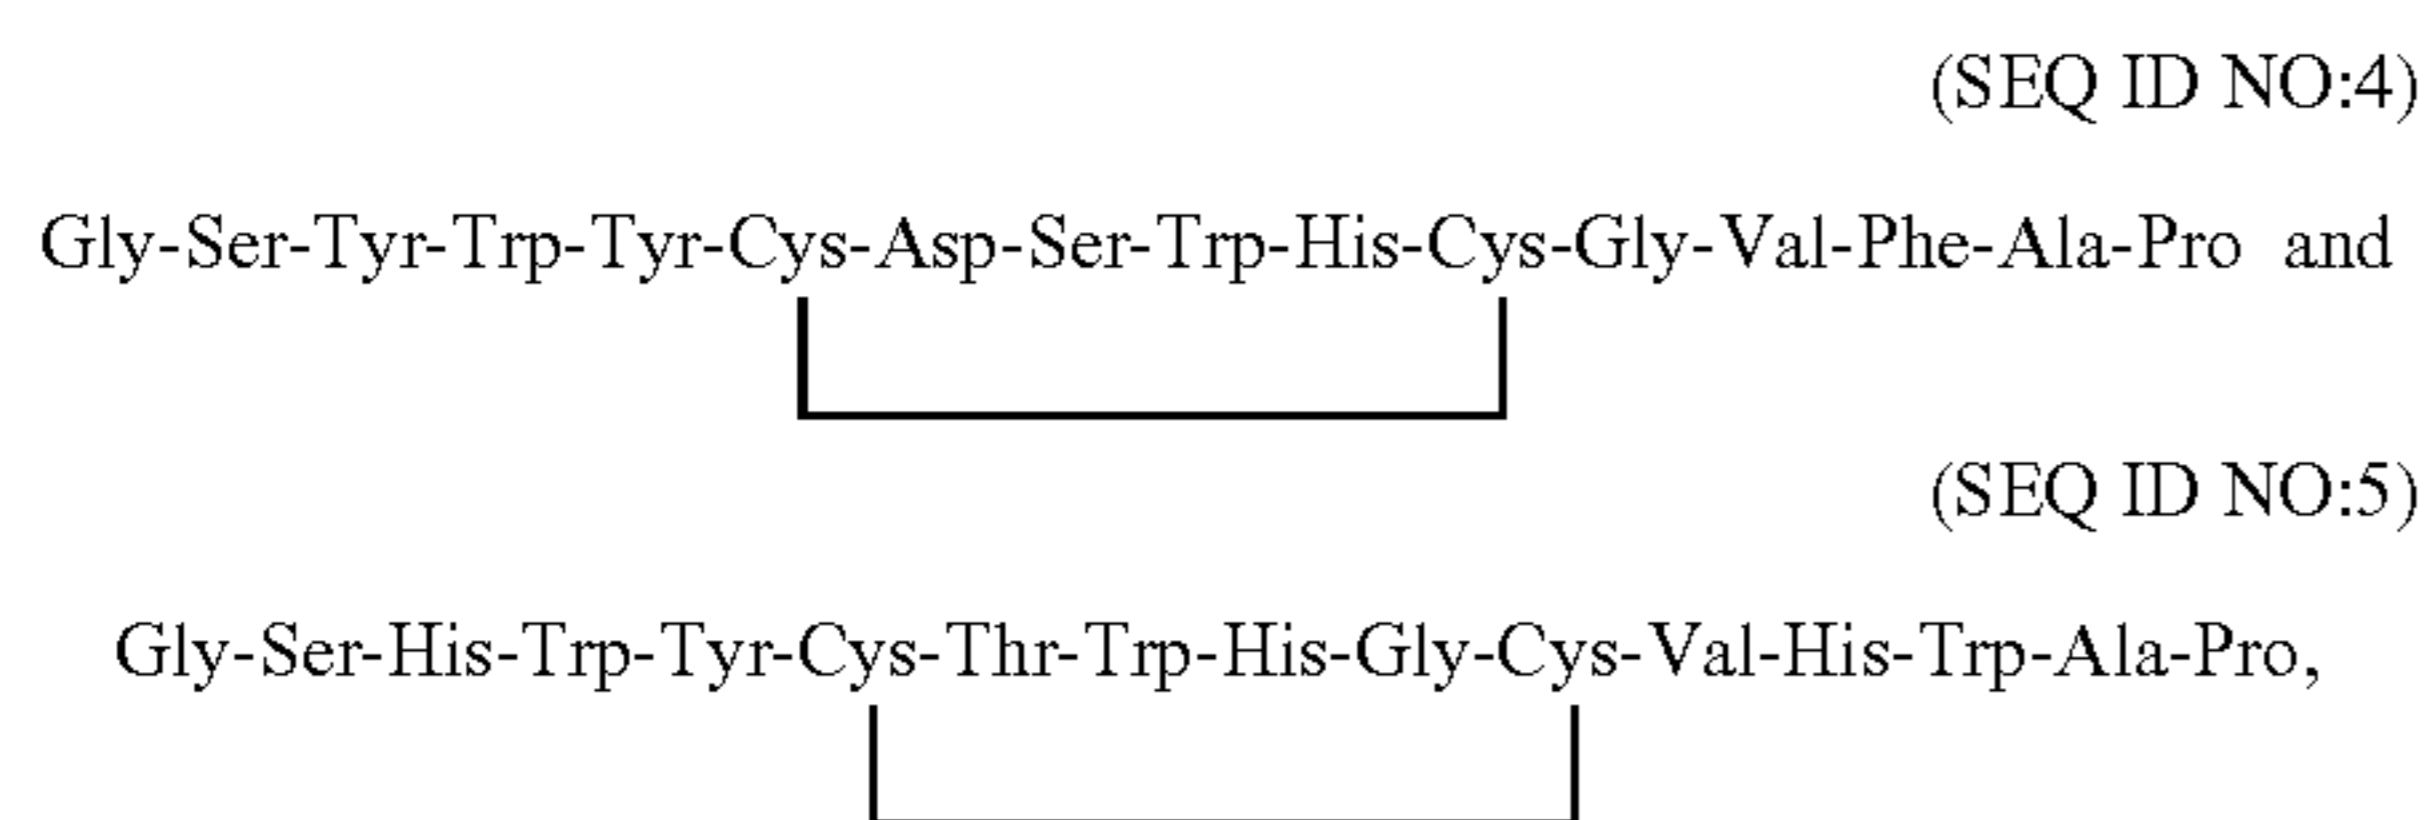 (SEQ ID NO:4)
Gly-Ser-Tyr-Trp-Tyr-Cys-Asp-Ser-Trp-His-Cys-Gly-Val-Phe-Ala-Pro and
(SEQ ID NO:5)
Gly-Ser-His-Trp-Tyr-Cys-Thr-Trp-His-Gly-Cys-Val-His-Trp-Ala-Pro,